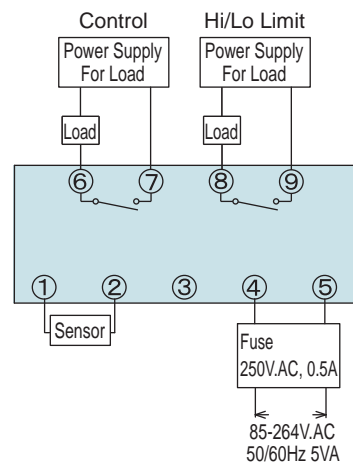 Control Hi/Lo Limit
Power Supply For Load
Power Supply For Load
Load
Load
⑥ ⑦ ⑧ ⑨
① ② ③ ④ ⑤
Sensor
Fuse
250V.AC, 0.5A
85-264V.AC
50/60Hz 5VA